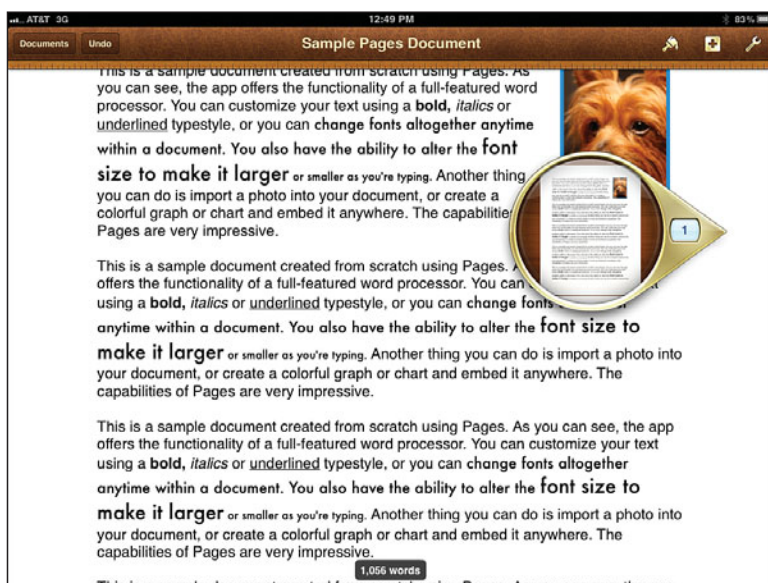 AT&T 3G 12:49 PM 83%
Documents Undo Sample Pages Document
This is a sample document created from scratch using Pages. As
you can see, the app offers the functionality of a full-featured word
processor. You can customize your text using a bold, italics or
underlined typestyle, or you can change fonts altogether anytime
within a document. You also have the ability to alter the font
size to make it larger or smaller as you're typing. Another thing
you can do is import a photo into your document, or create a
colorful graph or chart and embed it anywhere. The capabilities
Pages are very impressive.
1
This is a sample document created from scratch using Pages.
offers the functionality of a full-featured word processor. You can
using a bold, italics or underlined typestyle, or you can change fonts
anytime within a document. You also have the ability to alter the font size to
make it larger or smaller as you're typing. Another thing you can do is import a photo into
your document, or create a colorful graph or chart and embed it anywhere. The
capabilities of Pages are very impressive.
This is a sample document created from scratch using Pages. As you can see, the app
offers the functionality of a full-featured word processor. You can customize your text
using a bold, italics or underlined typestyle, or you can change fonts altogether
anytime within a document. You also have the ability to alter the font size to
make it larger or smaller as you're typing. Another thing you can do is import a photo into
your document, or create a colorful graph or chart and embed it anywhere. The
capabilities of Pages are very impressive.
1,056 words